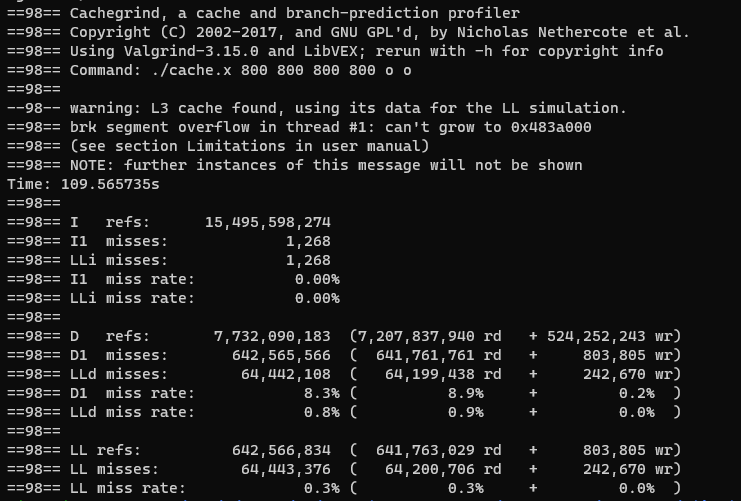 ==98== Cachegrind, a cache and branch-prediction profiler
==98== Copyright (C) 2002-2017, and GNU GPL'd, by Nicholas Nethercote et al.
==98== Using Valgrind-3.15.0 and LibVEX; rerun with -h for copyright info
==98== Command: ./cache.x 800 800 800 800 o o
==98==
--98-- warning: L3 cache found, using its data for the LL simulation.
==98== brk segment overflow in thread #1: can't grow to 0x483a000
==98== (see section Limitations in user manual)
==98== NOTE: further instances of this message will not be shown
Time: 109.565735s
==98==
==98== I   refs:      15,495,598,274
==98== I1  misses:             1,268
==98== LLi misses:             1,268
==98== I1  miss rate:           0.00%
==98== LLi miss rate:           0.00%
==98==
==98== D   refs:       7,732,090,183  (7,207,837,940 rd   + 524,252,243 wr)
==98== D1  misses:       642,565,566  (  641,761,761 rd   +     803,805 wr)
==98== LLd misses:        64,442,108  (   64,199,438 rd   +     242,670 wr)
==98== D1  miss rate:            8.3% (          8.9%     +         0.2%  )
==98== LLd miss rate:            0.8% (          0.9%     +         0.0%  )
==98==
==98== LL refs:          642,566,834  (  641,763,029 rd   +     803,805 wr)
==98== LL misses:         64,443,376  (   64,200,706 rd   +     242,670 wr)
==98== LL miss rate:             0.3% (          0.3%     +         0.0%  )